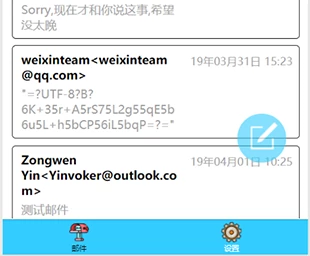 Sorry,现在才和你说这事,希望
没太晚
weixinteam<weixinteam
@qq.com>
19年03月31日 15:23
"=?UTF-8?B?
6K+35r+A5rS75L2g55qE5b
6u5L+h5bCP56iL5bqP=?="
Zongwen
Yin<Yinvoker@outlook.co
m>
19年04月01日 10:25
测试邮件
邮件
设置